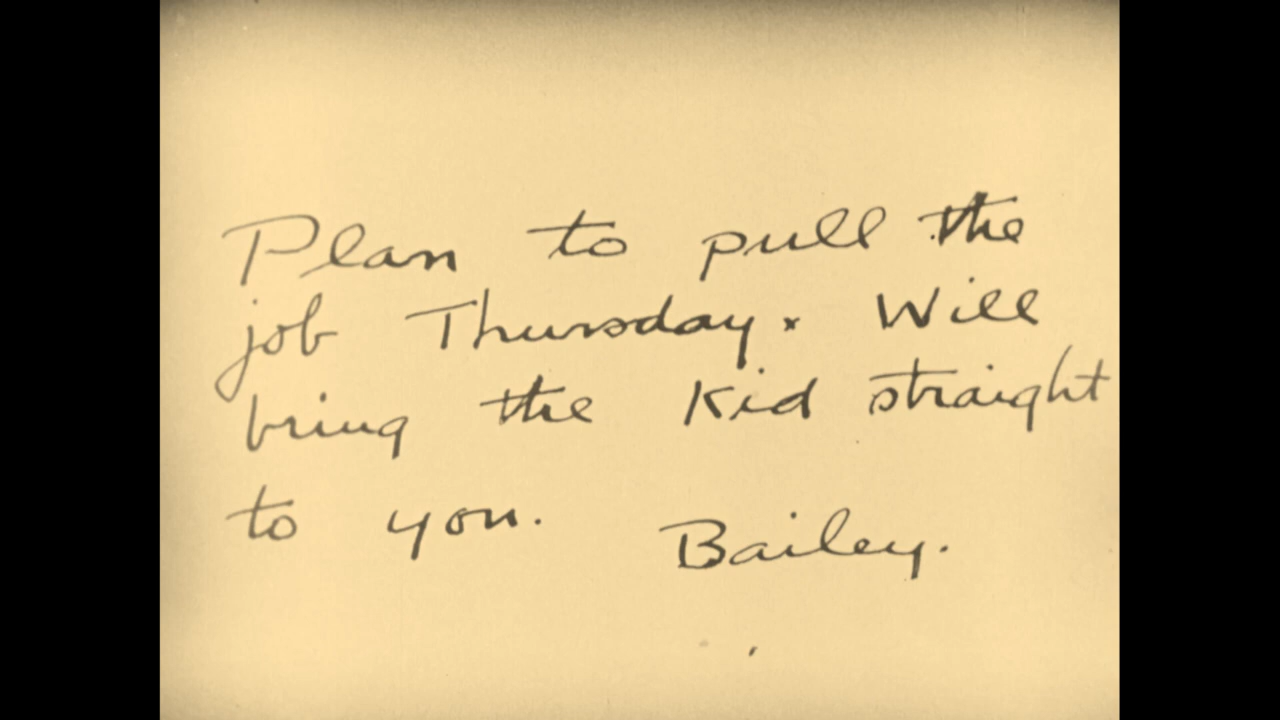 Plan to pull the
job Thursday. Will
bring the Kid straight
to you.
Bailey.